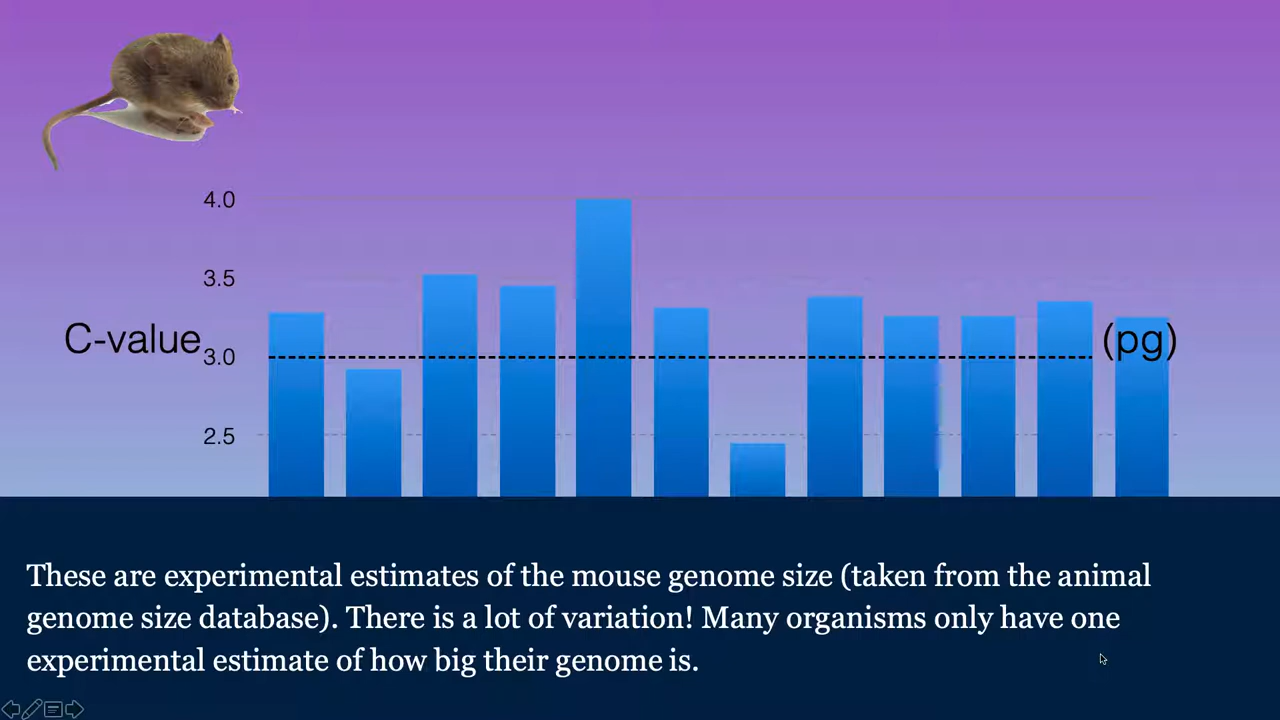 4.0
3.5
C-value
3.0
(pg)
2.5
These are experimental estimates of the mouse genome size (taken from the animal
genome size database). There is a lot of variation! Many organisms only have one
experimental estimate of how big their genome is.